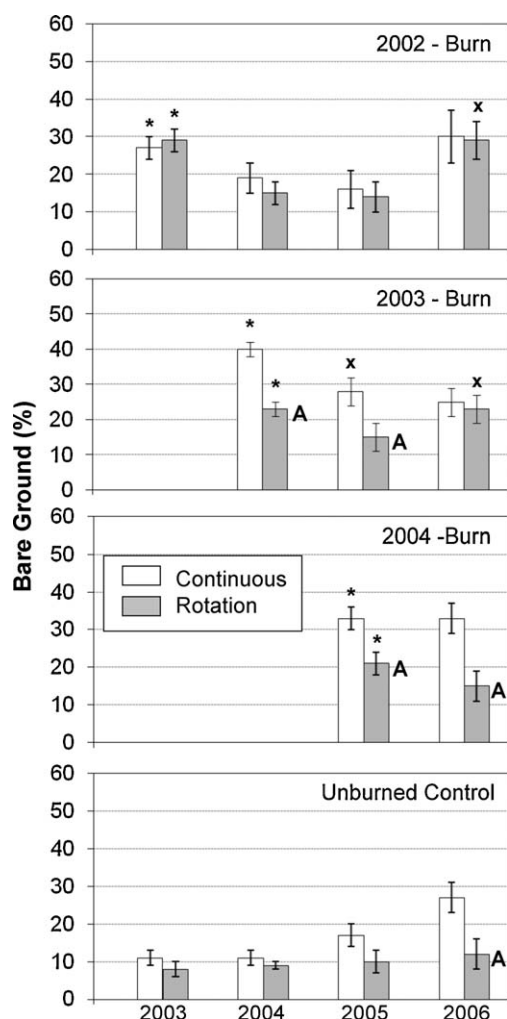 Bare Ground (%)
2002 - Burn
60
50
40
30
20
10
0
* * x
2003 - Burn
60
50
40
30
20
10
0
* * A x A x
2004 -Burn
60
50
40
30
20
10
0
Continuous
Rotation
* * A A
Unburned Control
60
50
40
30
20
10
0
A
2003 2004 2005 2006